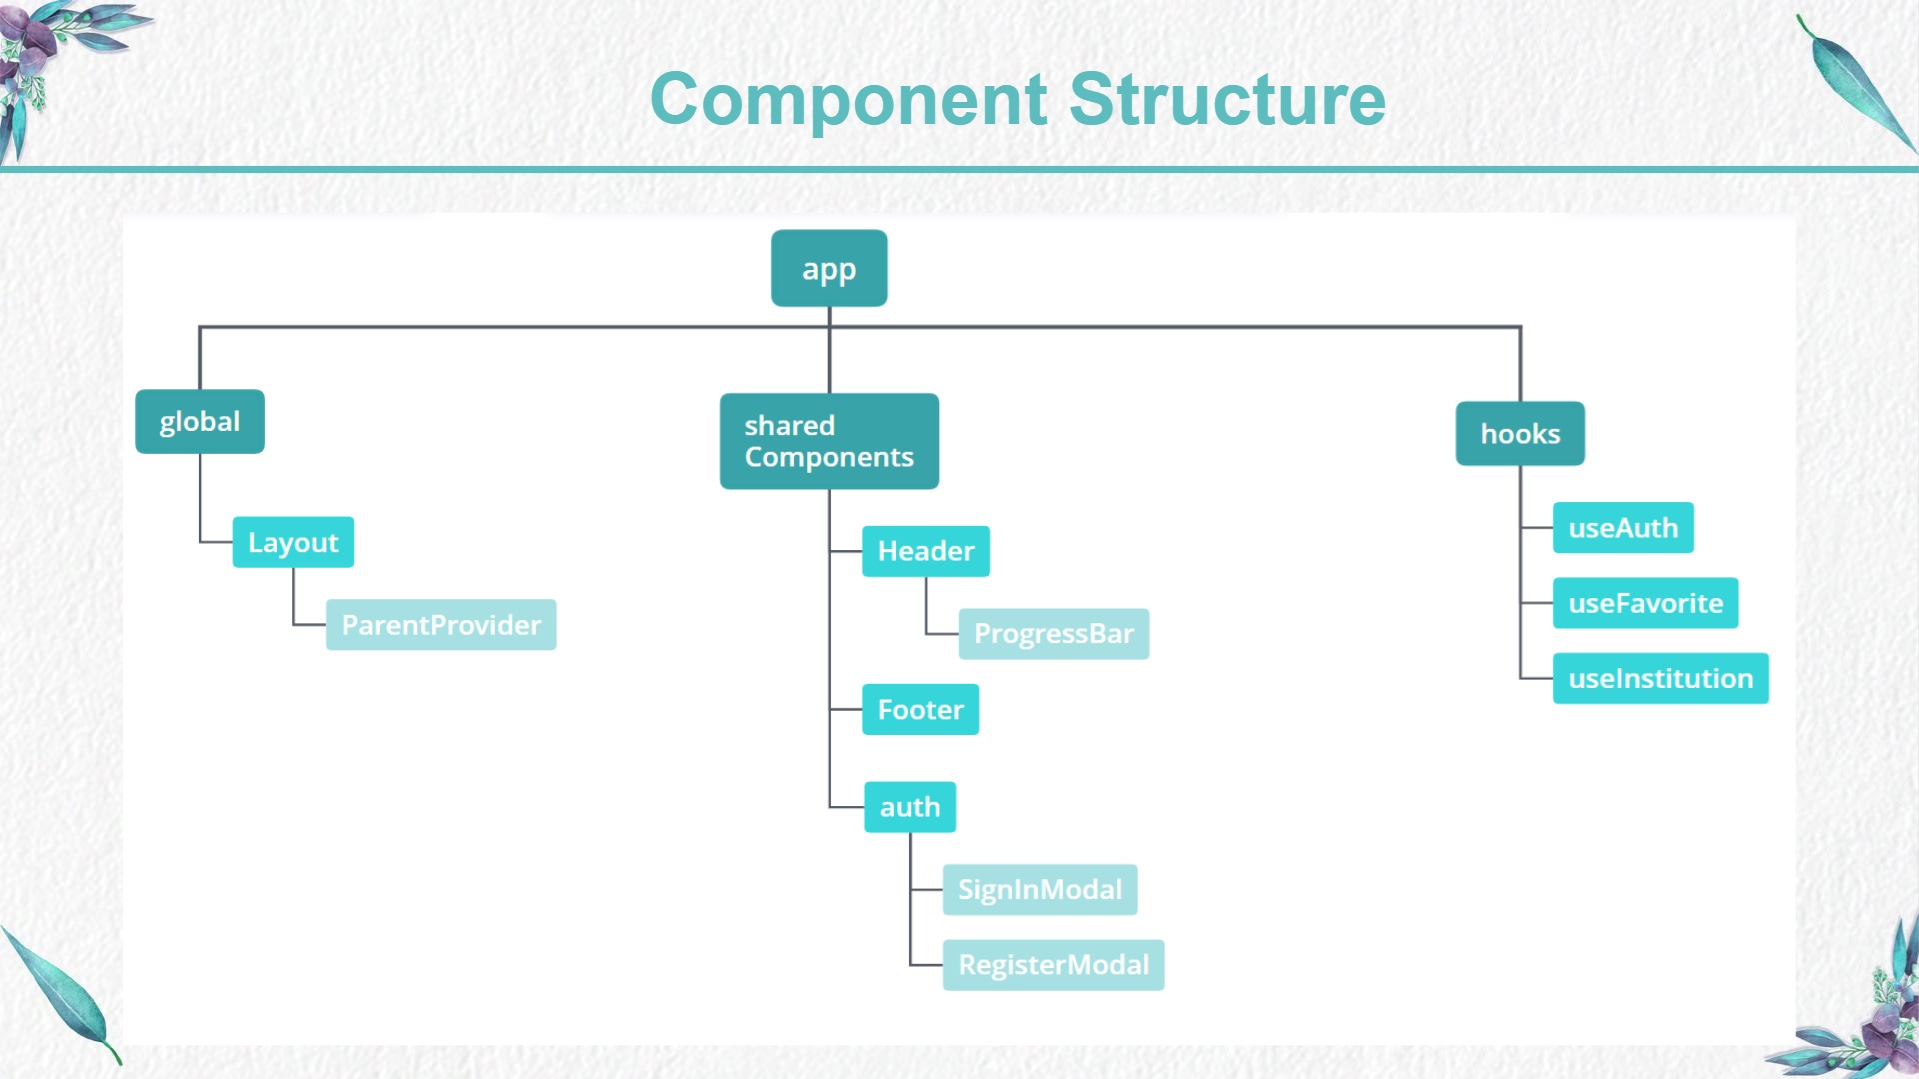 Component Structure
app
global
shared
Components
hooks
Layout
ParentProvider
Header
ProgressBar
Footer
auth
SignInModal
RegisterModal
useAuth
useFavorite
useInstitution